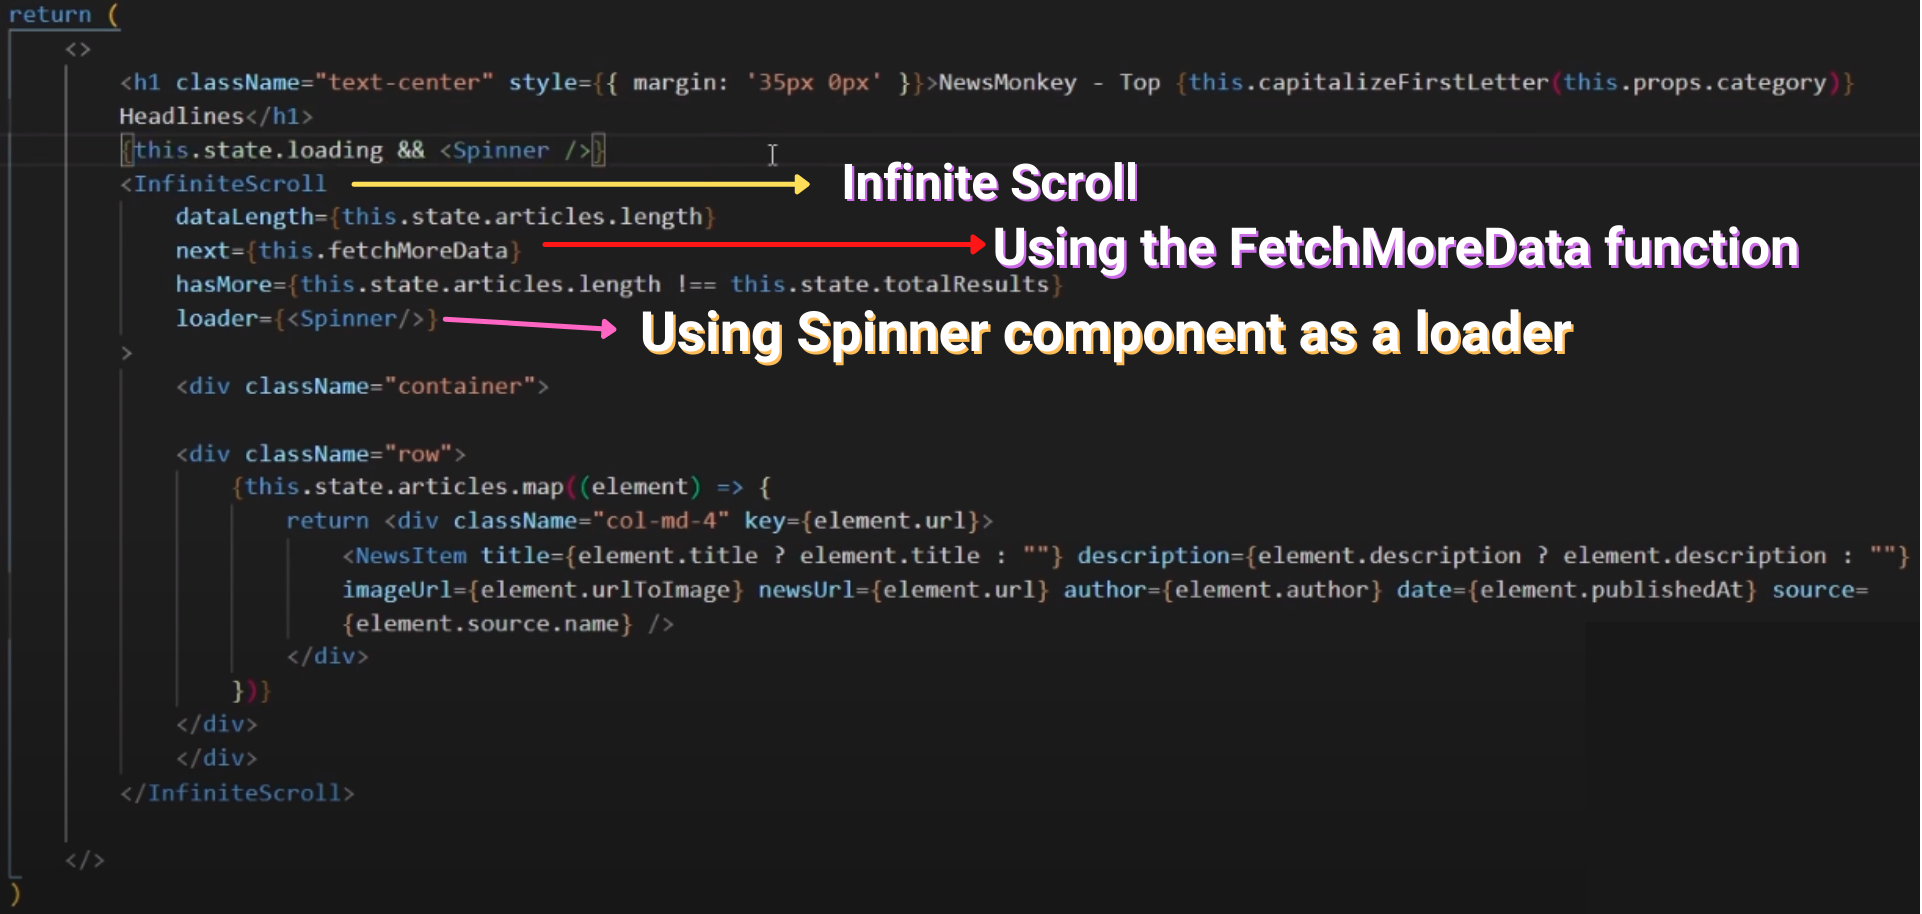 return (
<>
<h1 className="text-center" style={{ margin: '35px 0px' }}>NewsMonkey - Top {this.capitalizeFirstLetter(this.props.category)}
Headlines</h1>
{this.state.loading && <Spinner />}
<InfiniteScroll
Infinite Scroll
dataLength={this.state.articles.length}
next={this.fetchMoreData}
Using the FetchMoreData function
hasMore={this.state.articles.length !== this.state.totalResults}
loader={<Spinner/>}
Using Spinner component as a loader
>
<div className="container">
<div className="row">
{this.state.articles.map((element) => {
return <div className="col-md-4" key={element.url}>
<NewsItem title={element.title ? element.title : ""} description={element.description ? element.description : ""}
imageUrl={element.urlToImage} newsUrl={element.url} author={element.author} date={element.publishedAt} source=
{element.source.name} />
</div>
})}
</div>
</div>
</InfiniteScroll>
</>
)